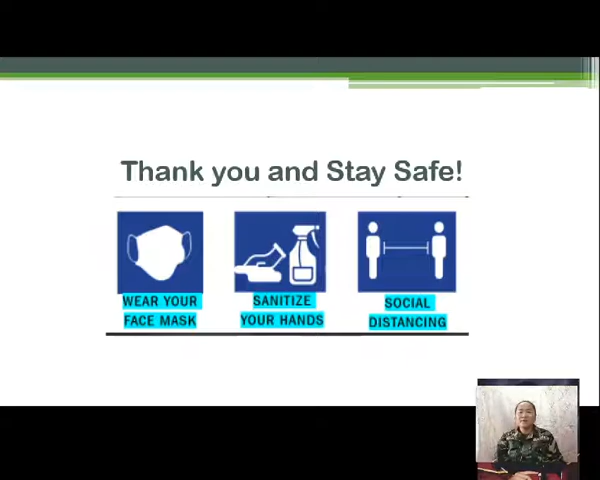 Thank you and Stay Safe!
WEAR YOUR
FACE MASK
SANITIZE
YOUR HANDS
SOCIAL
DISTANCING